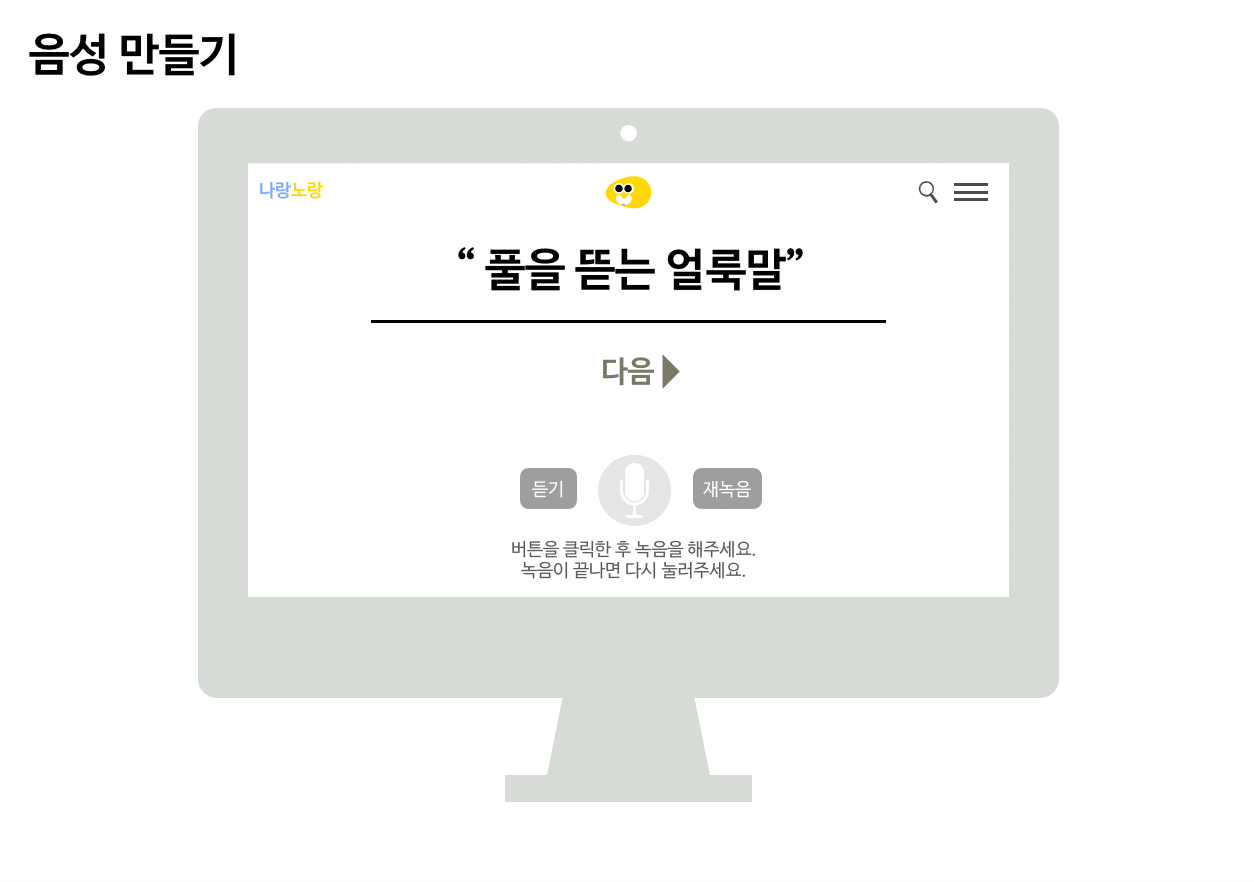 음성 만들기
나랑노랑
“ 풀을 뜯는 얼룩말”
다음
듣기
재녹음
버튼을 클릭한 후 녹음을 해주세요.
녹음이 끝나면 다시 눌러주세요.